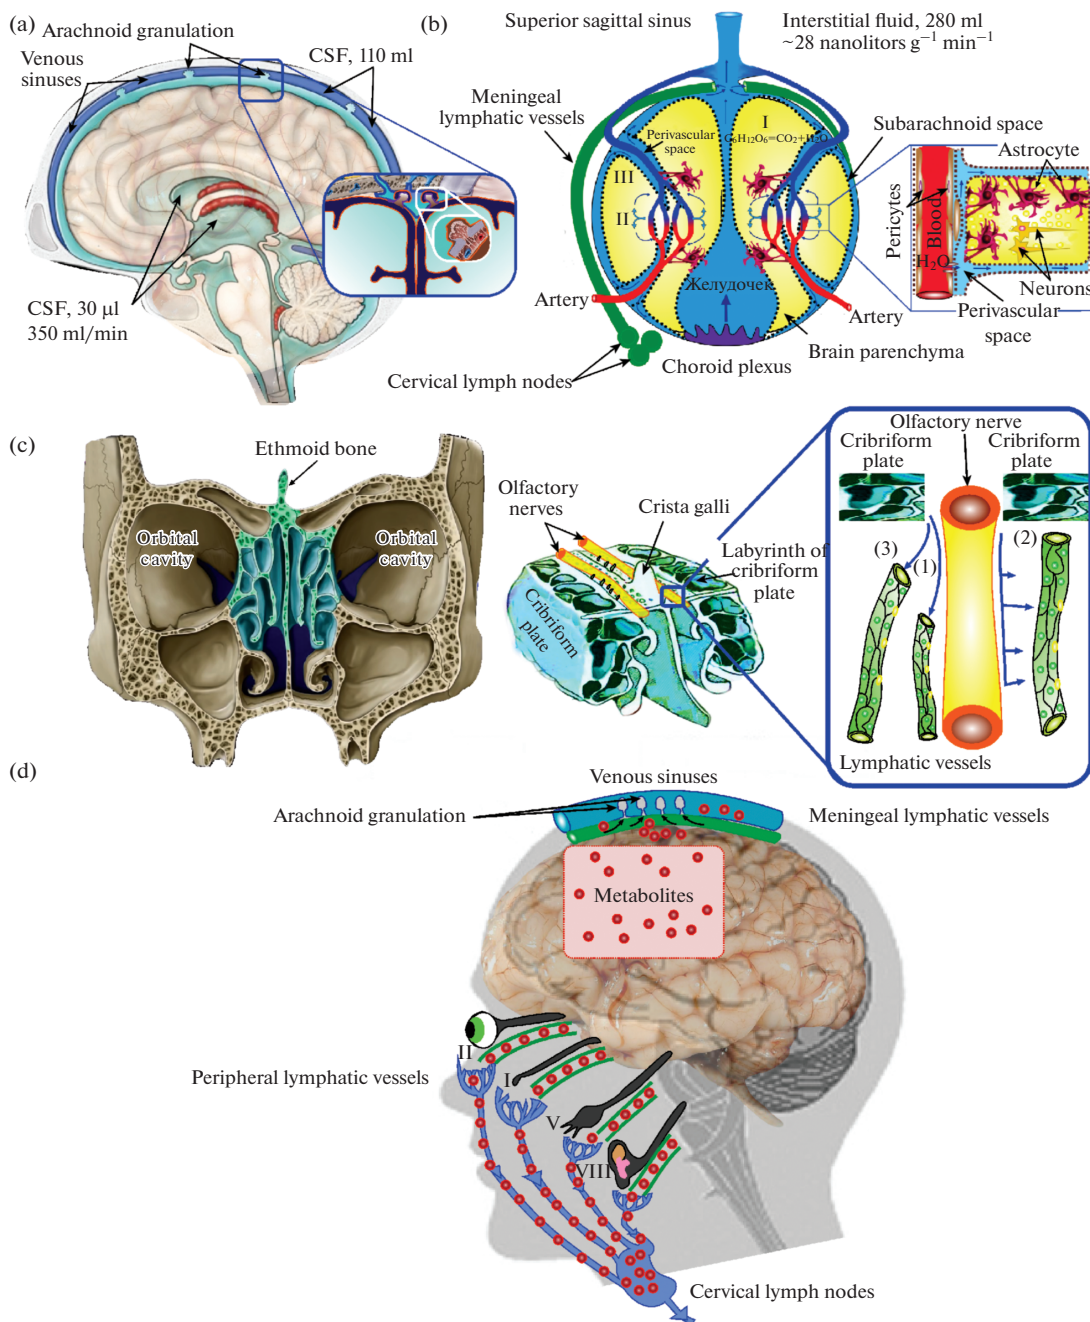 (a)
Arachnoid granulation
Venous
sinuses
CSF, 110 ml
CSF, 30 µl
350 ml/min
(b)
Superior sagittal sinus
Interstitial fluid, 280 ml
~28 nanolitors g⁻¹ min⁻¹
Meningeal
lymphatic vessels
Perivascular
space
I
C₆H₁₂O₆=CO₂+H₂O
III
II
Subarachnoid space
Astrocyte
Pericytes
Blood
H₂O
Neurons
Perivascular
space
Желудочек
Artery
Artery
Brain parenchyma
Choroid plexus
Cervical lymph nodes
(c)
Ethmoid bone
Orbital
cavity
Orbital
cavity
Olfactory
nerves
Crista galli
Labyrinth of
cribriform
plate
Cribriform
plate
Olfactory nerve
Cribriform
plate
Cribriform
plate
(3)
(1)
(2)
Lymphatic vessels
(d)
Venous sinuses
Arachnoid granulation
Meningeal lymphatic vessels
Metabolites
II
I
V
VIII
Peripheral lymphatic vessels
Cervical lymph nodes